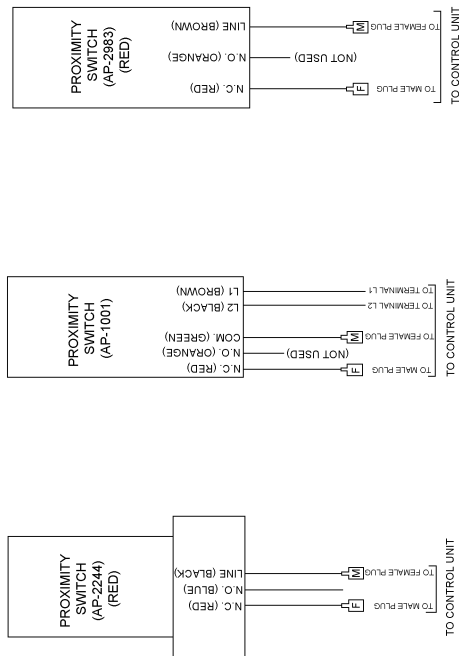 PROXIMITY
SWITCH
(AP-2983)
(RED)
LINE (BROWN)
N.O. (ORANGE)
N.C. (RED)
(NOT USED)
M
F
TO FEMALE PLUG
TO MALE PLUG
TO CONTROL UNIT
PROXIMITY
SWITCH
(AP-1001)
L1 (BROWN)
L2 (BLACK)
COM. (GREEN)
N.O. (ORANGE)
N.C. (RED)
(NOT USED)
M
F
TO TERMINAL L1
TO TERMINAL L2
TO FEMALE PLUG
TO MALE PLUG
TO CONTROL UNIT
PROXIMITY
SWITCH
(AP-2244)
(RED)
LINE (BLACK)
N.O. (BLUE)
N.C. (RED)
M
F
TO FEMALE PLUG
TO MALE PLUG
TO CONTROL UNIT